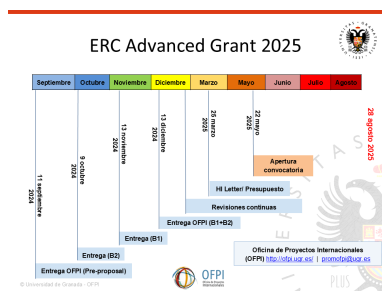 ERC Advanced Grant 2025
Septiembre Octubre Noviembre Diciembre Marzo Mayo Junio Julio Agosto
11 septiembre
2024
9 octubre
2024
13 noviembre
2024
13 diciembre
2024
25 marzo
2025
22 mayo
2025
28 agosto 2025
Apertura
convocatoria
HI Letter/ Presupuesto
Revisiones continuas
Entrega OFPI (B1+B2)
Entrega (B1)
Entrega (B2)
Entrega OFPI (Pre-proposal)
Oficina de Proyectos Internacionales
(OFPI) http://ofpi.ugr.es/ | promofpi@ugr.es
OFPI
© Universidad de Granada · OFPI
PLUS